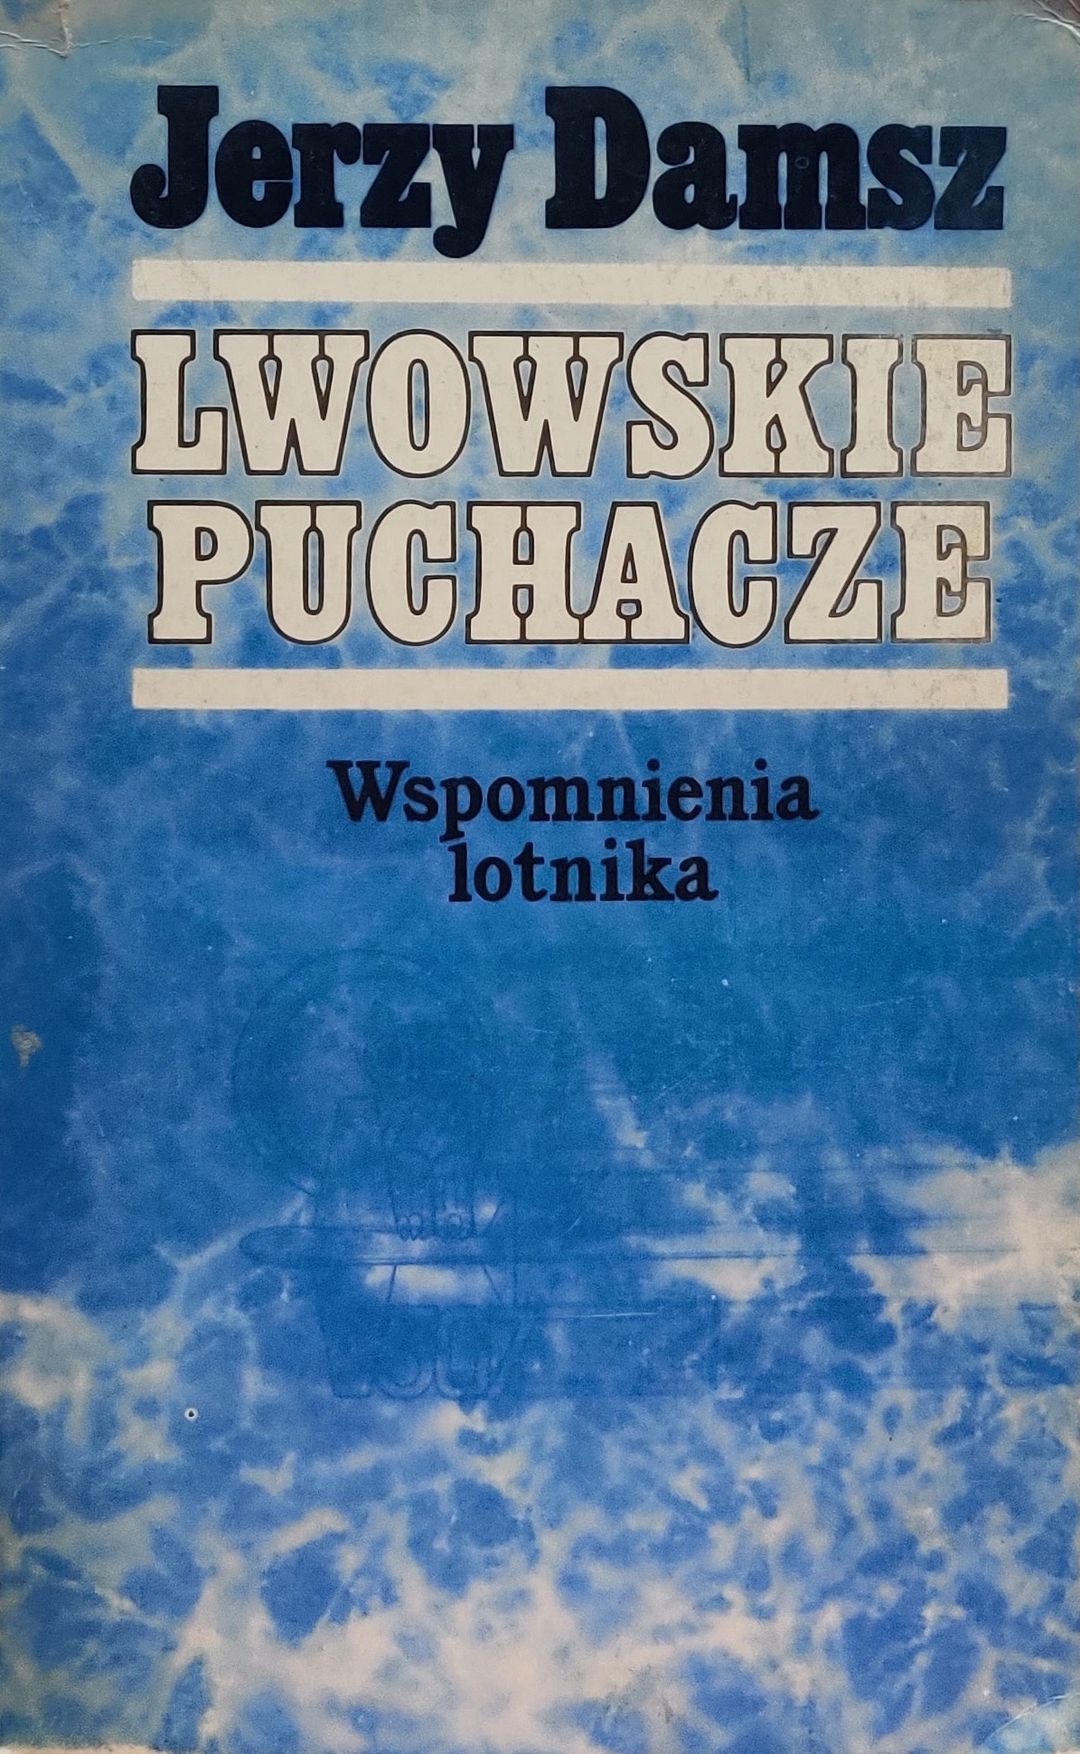 Jerzy Damsz
LWOWSKIE
PUCHACZE
Wspomnienia
lotnika